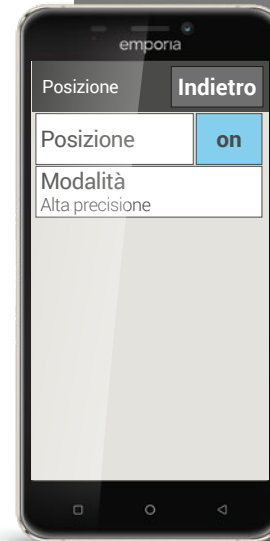 emporia
Posizione
Indietro
Posizione
on
Modalità
Alta precisione